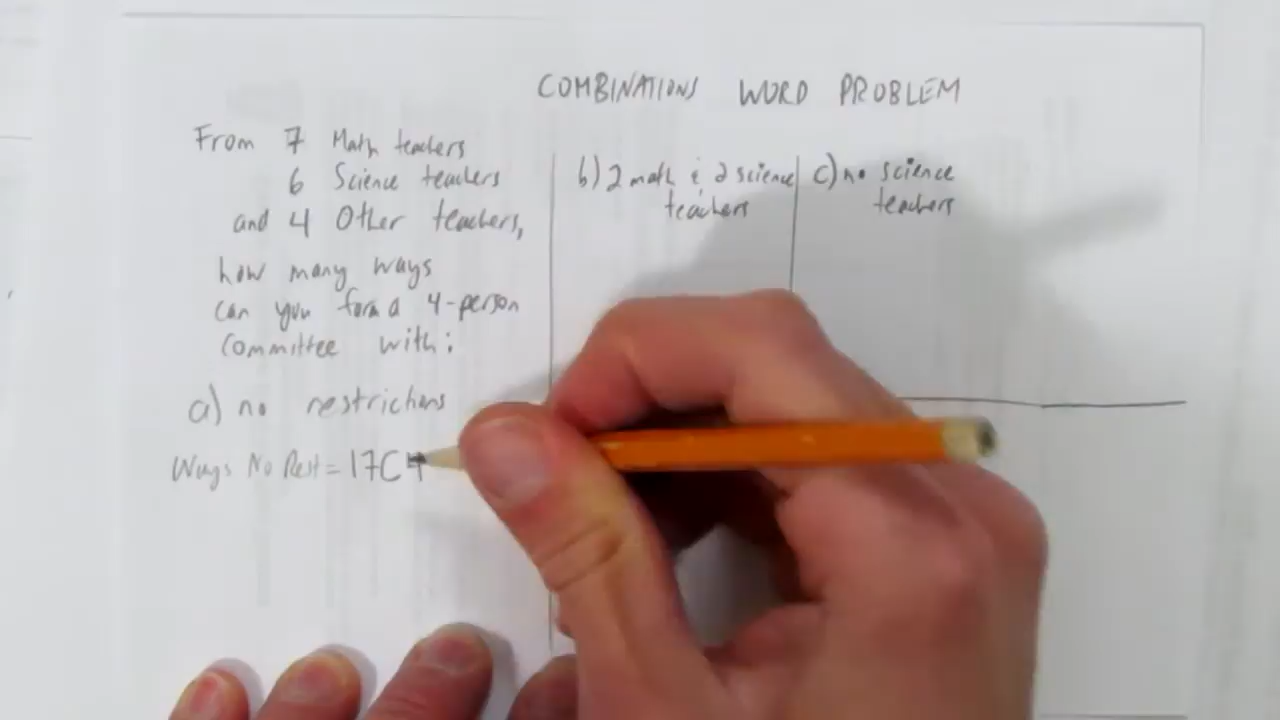 COMBINATIONS WORD PROBLEM
From 7 Math teachers
6 Science teachers
and 4 Other teachers,
how many ways
can you form a 4-person
committee with:
a) no restrictions
Ways No Rest = 17C4
b) 2 math & 2 science
teachers
c) no science
teachers